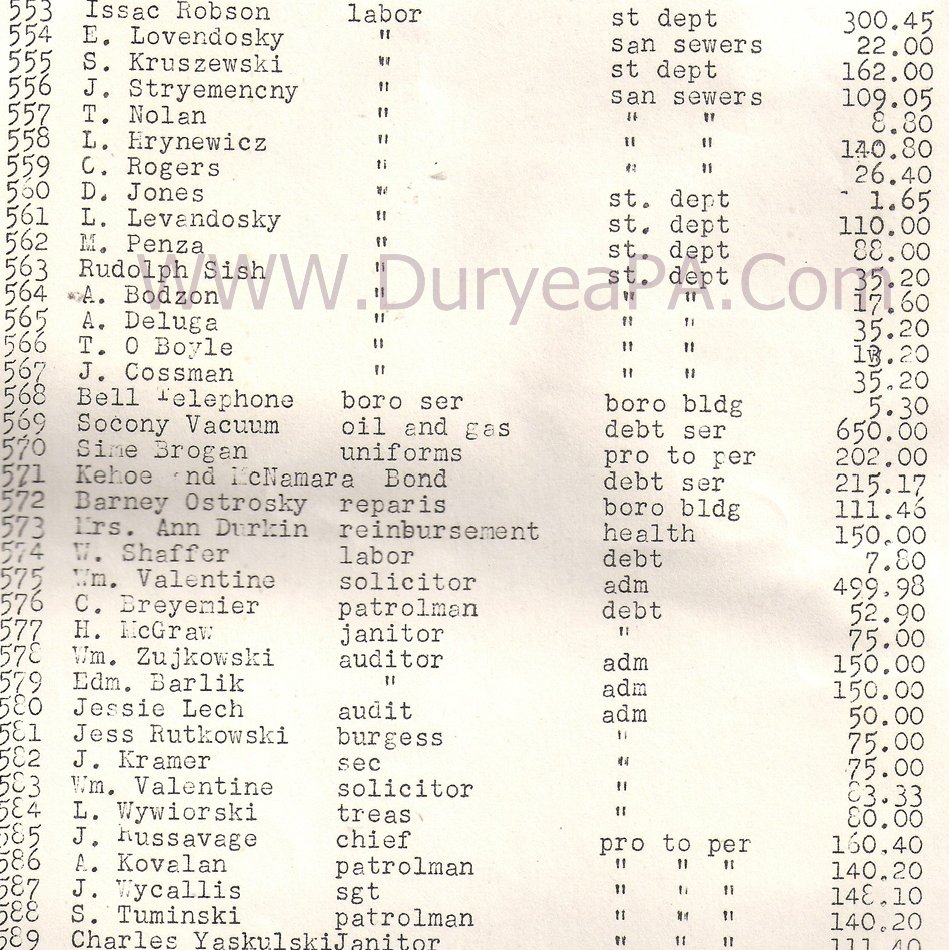 553 Issac Robson labor st dept 300.45
554 E. Lovendosky " san sewers 22.00
555 S. Kruszewski " st dept 162.00
556 J. Stryemencny " san sewers 109.05
557 T. Nolan " " " 8.80
558 L. Hrynewicz " " " 140.80
559 C. Rogers " " " 26.40
560 D. Jones " st. dept 1.65
561 L. Levandosky " st. dept 110.00
562 M. Penza " st. dept 88.00
563 Rudolph Sish " st. dept 35.20
WWW.DuryeaPA.Com
564 A. Bodzon " " " 17.60
565 A. Deluga " " " 35.20
566 T. O Boyle " " " 13.20
567 J. Cossman " " " 35.20
568 Bell Telephone boro ser boro bldg 5.30
569 Socony Vacuum oil and gas debt ser 650.00
570 Sime Brogan uniforms pro to per 202.00
571 Kehoe and McNamara Bond debt ser 215.17
572 Barney Ostrosky reparis boro bldg 111.46
573 Mrs. Ann Durkin reinbursement health 150.00
574 W. Shaffer labor debt 7.80
575 Wm. Valentine solicitor adm 499.98
576 C. Breyemier patrolman debt 52.90
577 H. McGraw janitor " 75.00
578 Wm. Zujkowski auditor adm 150.00
579 Edm. Barlik " adm 150.00
580 Jessie Lech audit adm 50.00
581 Jess Rutkowski burgess " 75.00
582 J. Kramer sec " 75.00
583 Wm. Valentine solicitor " 83.33
584 L. Wywiorski treas " 80.00
585 J. Russavage chief pro to per 160.40
586 A. Kovalan patrolman " " " 140.20
587 J. Wycallis sgt " " " 148.10
588 S. Tuminski patrolman " " " 140.20
589 Charles YaskulskiJanitor " " "